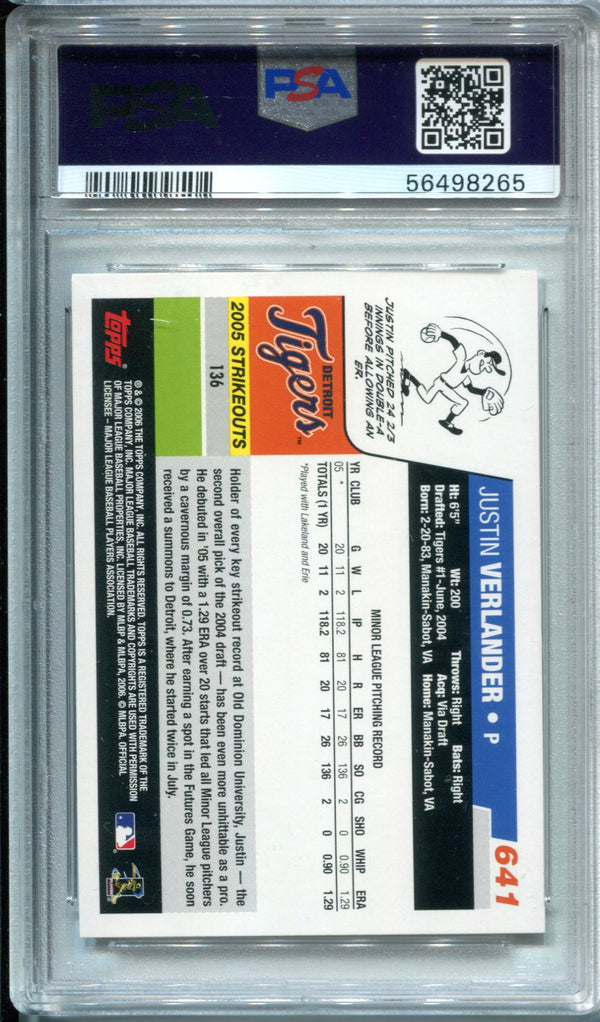 PSA
PSA
56498265
641
JUSTIN VERLANDER • P
Ht: 6'5" Wt: 200 Throws: Right Bats: Right
Drafted: Tigers #1-June, 2004 Acq: Via Draft
Born: 2-20-83, Manakin-Sabot, VA Home: Manakin-Sabot, VA
JUSTIN PITCHED 24 2/3
INNINGS IN DOUBLE-A
BEFORE ALLOWING AN
ER.
MINOR LEAGUE PITCHING RECORD
YR CLUB G W L IP H R ER BB SO CG SHO WHIP ERA
05 * 20 11 2 118.2 81 20 17 26 136 2 0 0.90 1.29
TOTALS (1 YR) 20 11 2 118.2 81 20 17 26 136 2 0 0.90 1.29
*Played with Lakeland and Erie
DETROIT
Tigers™
2005 STRIKEOUTS
136
Holder of every key strikeout record at Old Dominion University, Justin — the
second overall pick of the 2004 draft — has been even more unhittable as a pro.
He debuted in '05 with a 1.29 ERA over 20 starts that led all Minor League pitchers
by a cavernous margin of 0.73. After earning a spot in the Futures Game, he soon
received a summons to Detroit, where he started twice in July.
topps
® & © 2006 THE TOPPS COMPANY, INC. ALL RIGHTS RESERVED. TOPPS IS A REGISTERED TRADEMARK OF THE
TOPPS COMPANY, INC. MAJOR LEAGUE BASEBALL TRADEMARKS AND COPYRIGHTS ARE USED WITH PERMISSION
OF MAJOR LEAGUE BASEBALL PROPERTIES, INC. LICENSED BY MLBP & MLBPA, 2006. © MLBPA, OFFICIAL
LICENSEE – MAJOR LEAGUE BASEBALL PLAYERS ASSOCIATION.